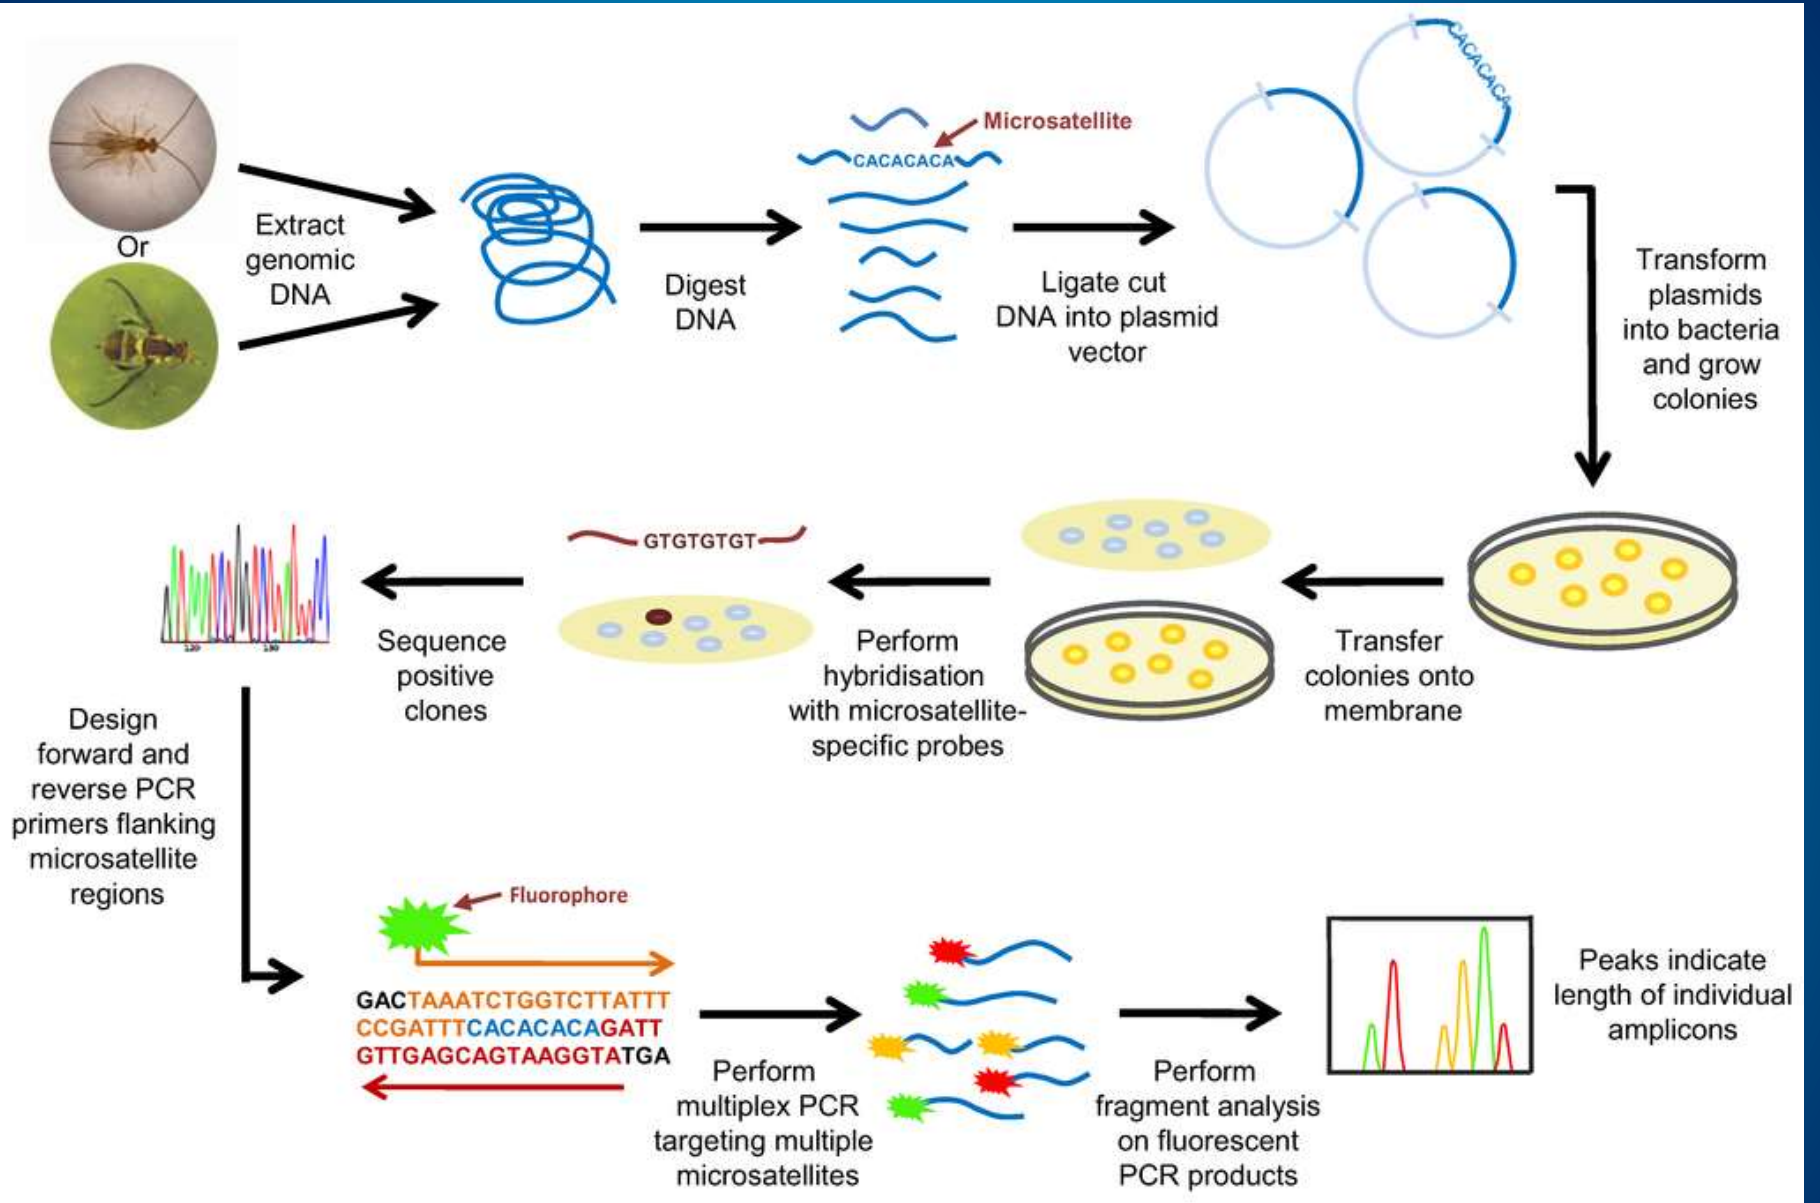 Or
Extract
genomic
DNA
Digest
DNA
Microsatellite
CACACACA
Ligate cut
DNA into plasmid
vector
CACACACA
Transform
plasmids
into bacteria
and grow
colonies
Transfer
colonies onto
membrane
GTGTGTGT
Perform
hybridisation
with microsatellite-
specific probes
Sequence
positive
clones
Design
forward and
reverse PCR
primers flanking
microsatellite
regions
Fluorophore
GACTAAATCTGGTCTTATTT
CCGATTTCACACACAGATT
GTTGAGCAGTAAGGTATGA
Perform
multiplex PCR
targeting multiple
microsatellites
Perform
fragment analysis
on fluorescent
PCR products
Peaks indicate
length of individual
amplicons